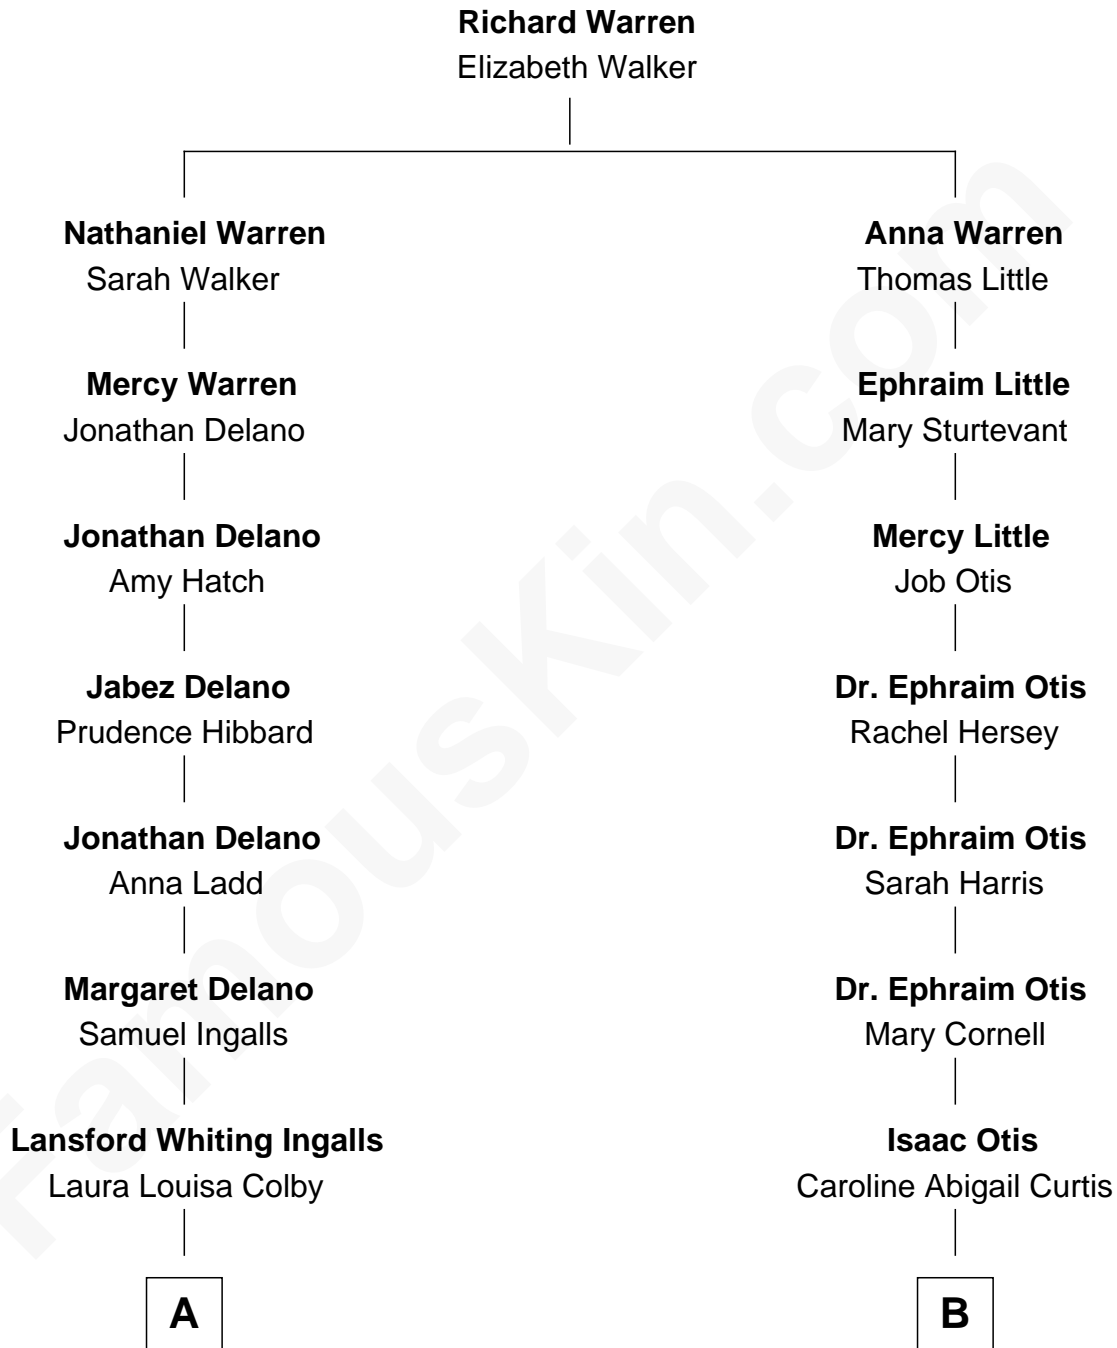 Richard Warren
Elizabeth Walker
Nathaniel Warren
Sarah Walker
Mercy Warren
Jonathan Delano
Jonathan Delano
Amy Hatch
Jabez Delano
Prudence Hibbard
Jonathan Delano
Anna Ladd
Margaret Delano
Samuel Ingalls
Lansford Whiting Ingalls
Laura Louisa Colby
A
Anna Warren
Thomas Little
Ephraim Little
Mary Sturtevant
Mercy Little
Job Otis
Dr. Ephraim Otis
Rachel Hersey
Dr. Ephraim Otis
Sarah Harris
Dr. Ephraim Otis
Mary Cornell
Isaac Otis
Caroline Abigail Curtis
B
FamousKin.com